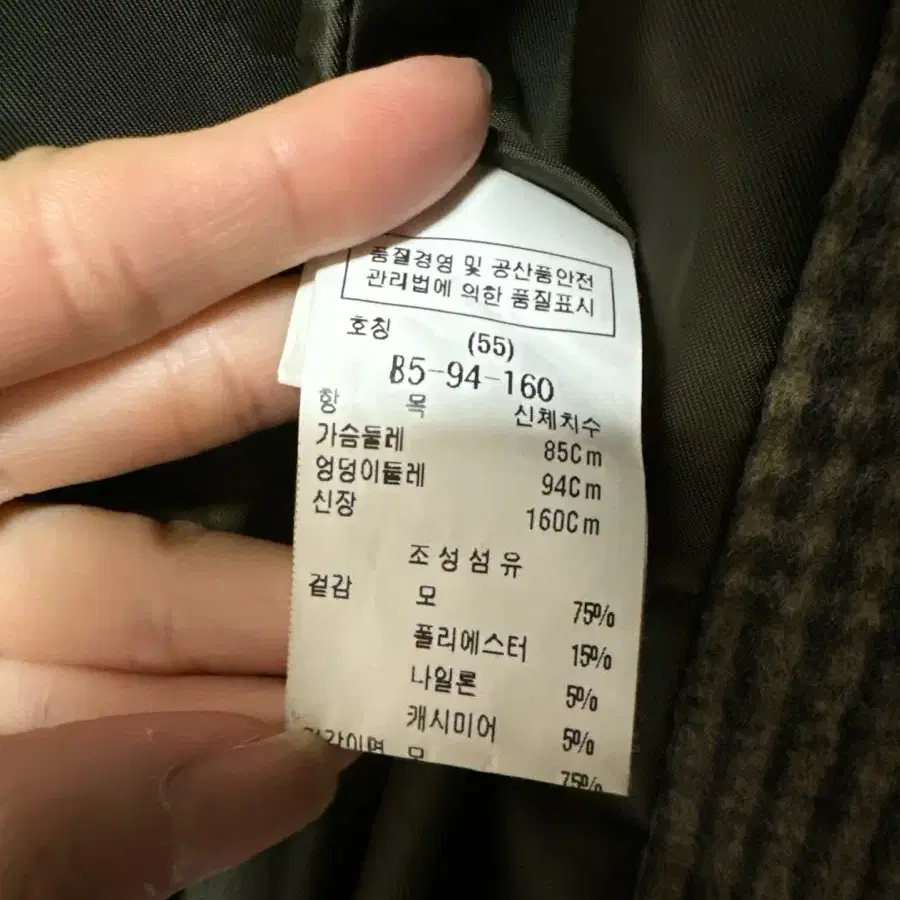 품질경영 및 공산품안전
관리법에 의한 품질표시
호칭 (55)
85-94-160
항 목 신체치수
가슴둘레 85Cm
엉덩이둘레 94Cm
신장 160Cm
조성섬유
겉감 모 75%
폴리에스터 15%
나일론 5%
캐시미어 5%
모 75%